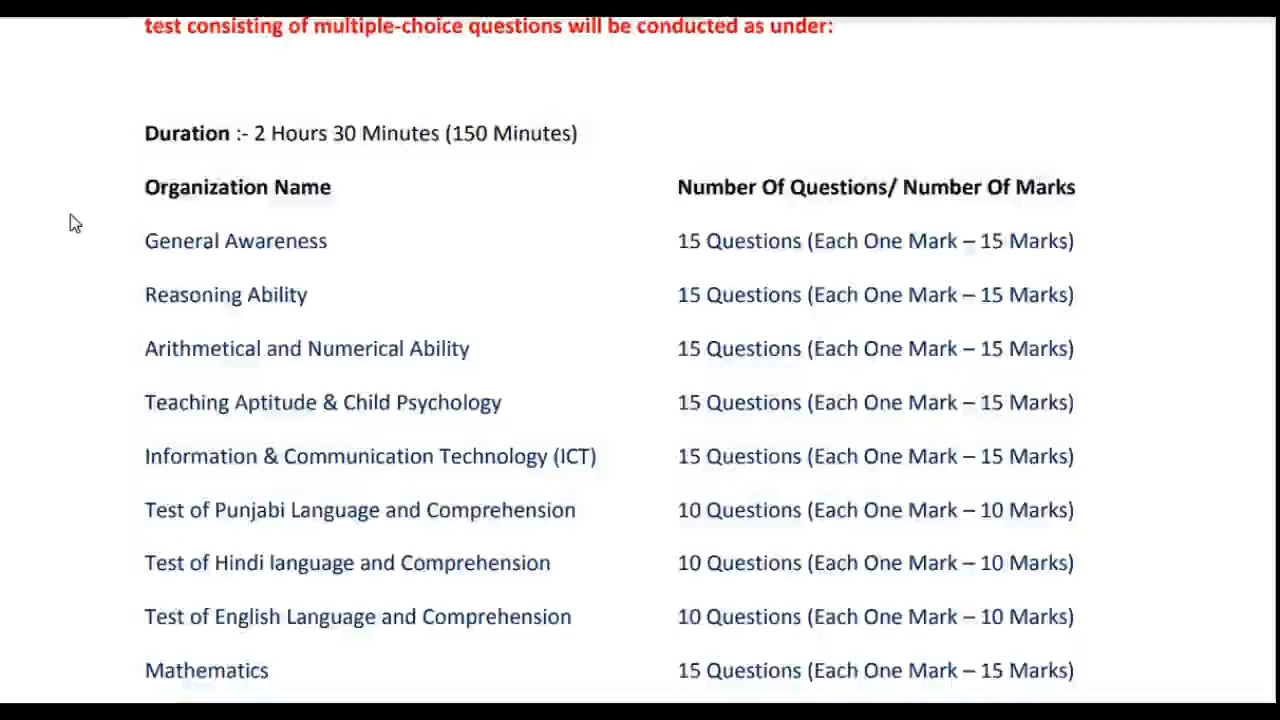 test consisting of multiple-choice questions will be conducted as under:
Duration :- 2 Hours 30 Minutes (150 Minutes)
Organization Name Number Of Questions/ Number Of Marks
General Awareness 15 Questions (Each One Mark – 15 Marks)
Reasoning Ability 15 Questions (Each One Mark – 15 Marks)
Arithmetical and Numerical Ability 15 Questions (Each One Mark – 15 Marks)
Teaching Aptitude & Child Psychology 15 Questions (Each One Mark – 15 Marks)
Information & Communication Technology (ICT) 15 Questions (Each One Mark – 15 Marks)
Test of Punjabi Language and Comprehension 10 Questions (Each One Mark – 10 Marks)
Test of Hindi language and Comprehension 10 Questions (Each One Mark – 10 Marks)
Test of English Language and Comprehension 10 Questions (Each One Mark – 10 Marks)
Mathematics 15 Questions (Each One Mark – 15 Marks)